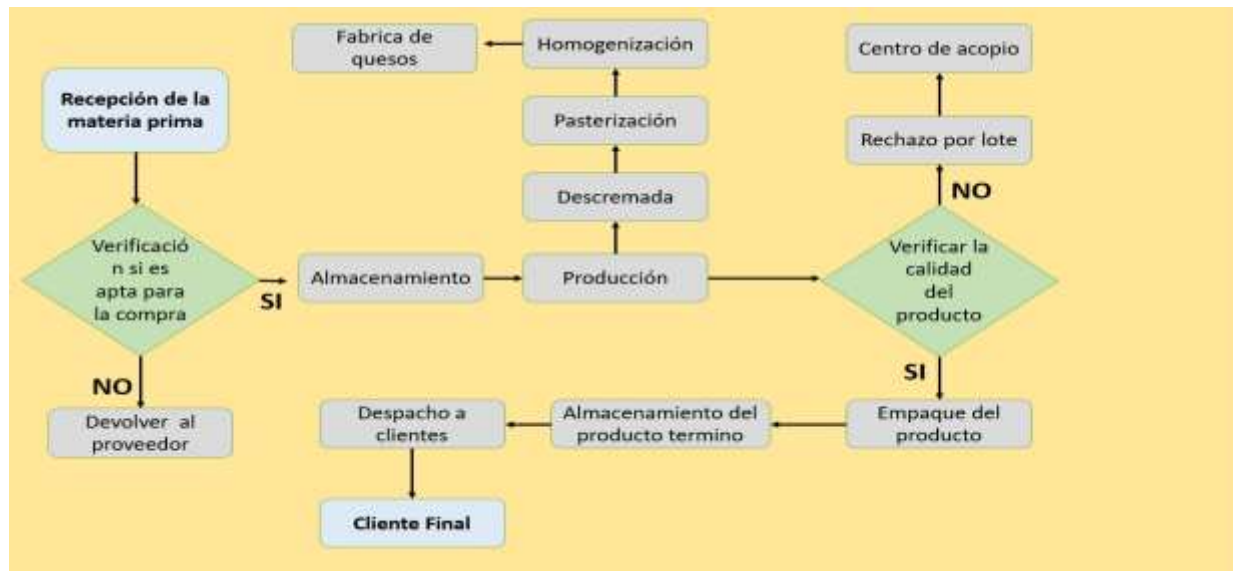 Recepción de la
materia prima
Verificació
n si es
apta para
la compra
NO
Devolver al
proveedor
SI
Almacenamiento
Producción
Descremada
Pasterización
Homogenización
Fabrica de
quesos
Verificar la
calidad
del
producto
NO
Rechazo por lote
Centro de acopio
SI
Empaque del
producto
Almacenamiento del
producto termino
Despacho a
clientes
Cliente Final